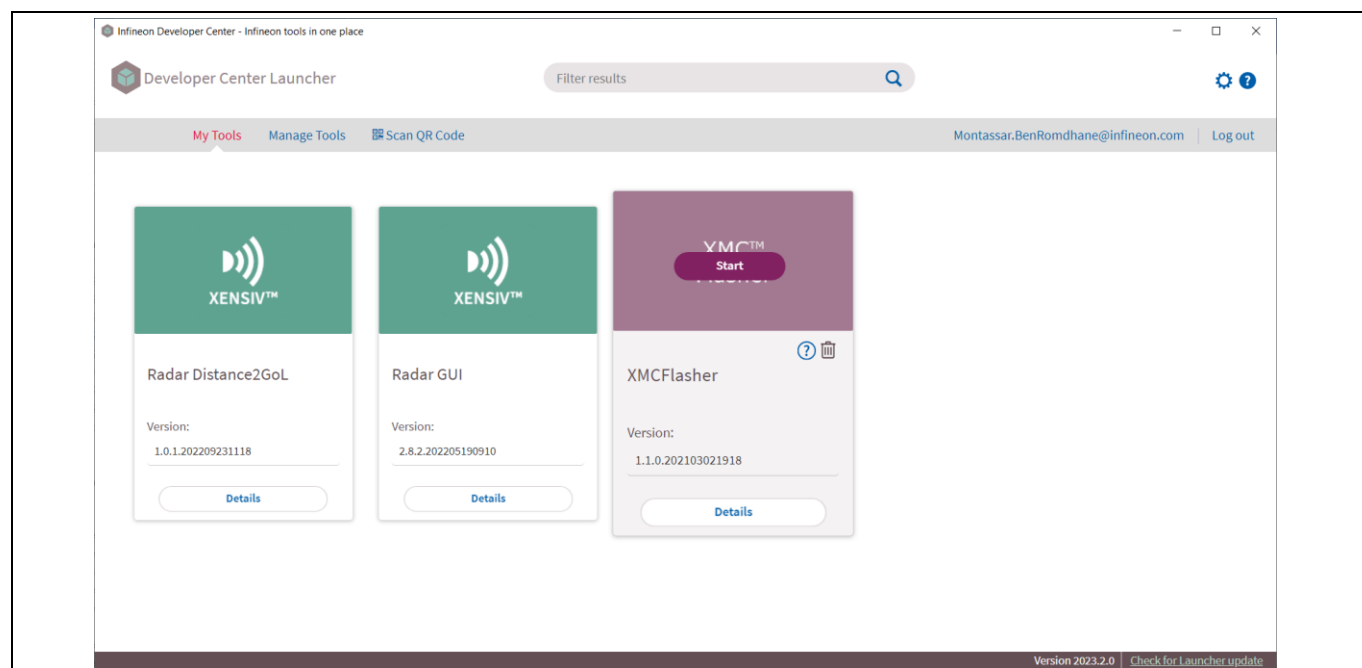 Infineon Developer Center - Infineon tools in one place
Developer Center Launcher
Filter results
My Tools
Manage Tools
Scan QR Code
Montassar.BenRomdhane@infineon.com
Log out
XENSIV™
Radar Distance2GoL
Version:
1.0.1.202209231118
Details
XENSIV™
Radar GUI
Version:
2.8.2.202205190910
Details
XMC™
Start
XMCFlasher
Version:
1.1.0.202103021918
Details
Version 2023.2.0
Check for Launcher update